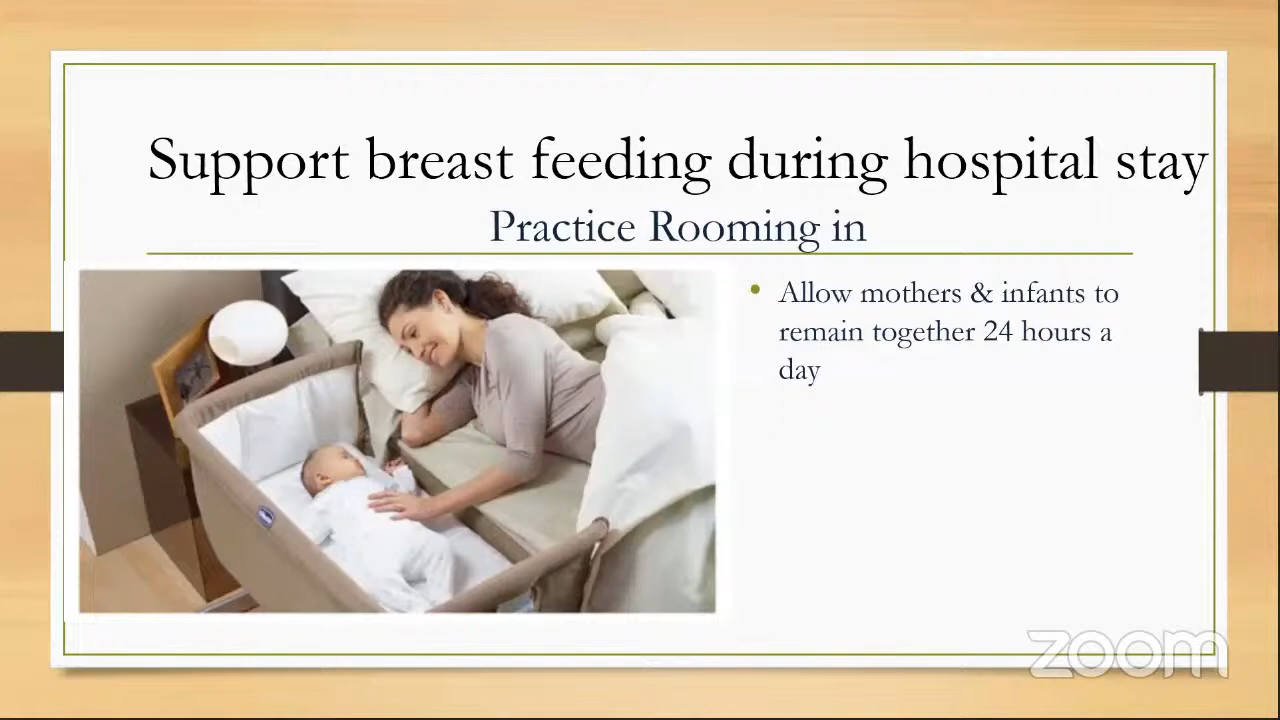 Support breast feeding during hospital stay
Practice Rooming in
• Allow mothers & infants to
remain together 24 hours a
day
zoom